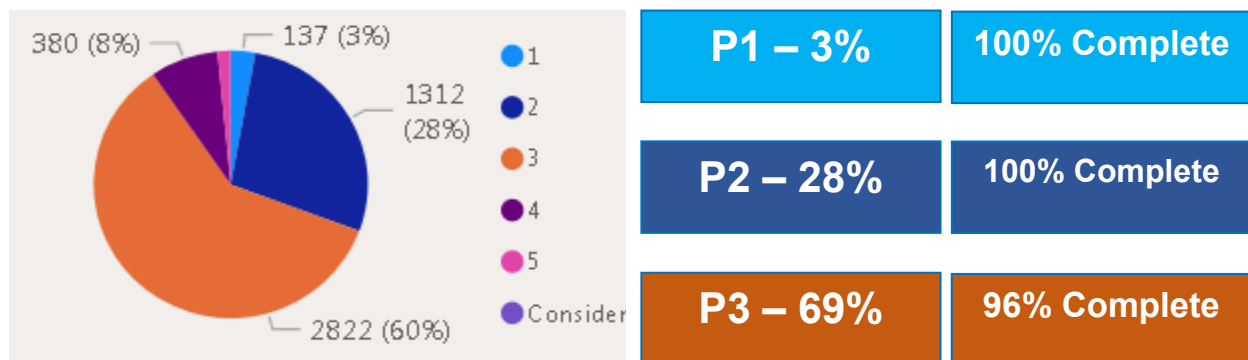 380 (8%)
137 (3%)
1312
(28%)
2822 (60%)
1
2
3
4
5
Consider
P1 – 3%
100% Complete
P2 – 28%
100% Complete
P3 – 69%
96% Complete